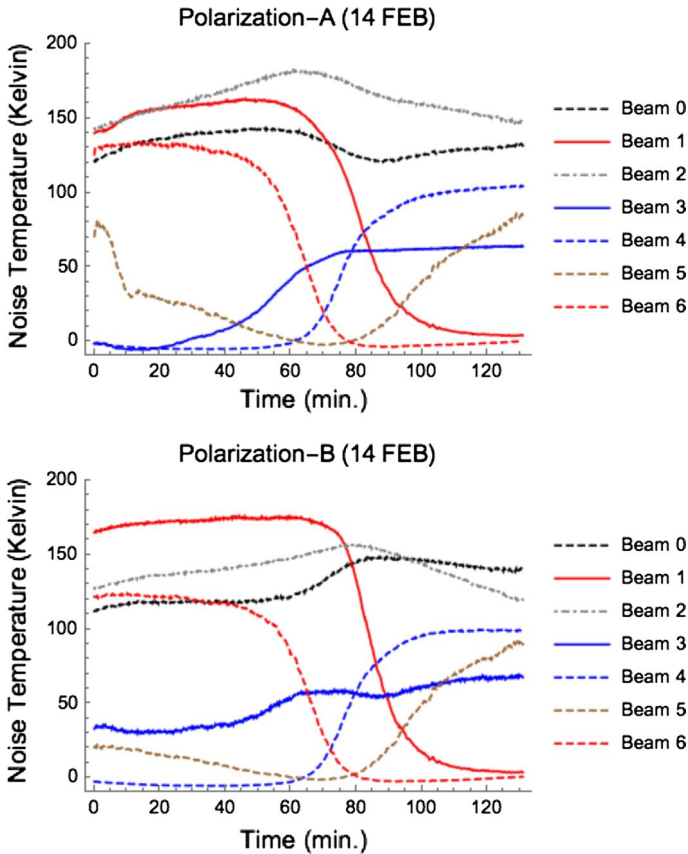 Polarization-A (14 FEB)
Noise Temperature (Kelvin)
200
150
100
50
0
0 20 40 60 80 100 120
Time (min.)
Beam 0
Beam 1
Beam 2
Beam 3
Beam 4
Beam 5
Beam 6
Polarization-B (14 FEB)
Noise Temperature (Kelvin)
200
150
100
50
0
0 20 40 60 80 100 120
Time (min.)
Beam 0
Beam 1
Beam 2
Beam 3
Beam 4
Beam 5
Beam 6